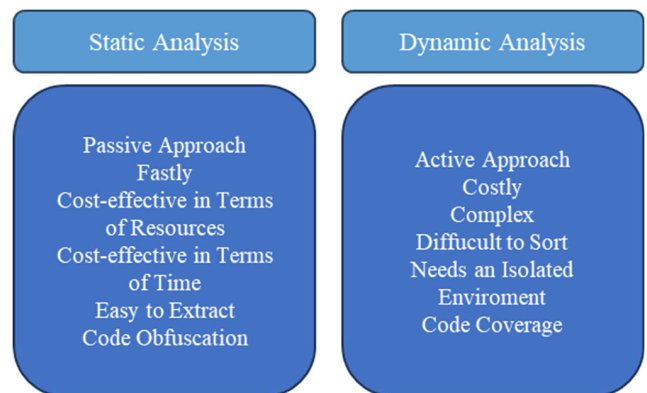 Static Analysis
Dynamic Analysis
Passive Approach
Fastly
Cost-effective in Terms
of Resources
Cost-effective in Terms
of Time
Easy to Extract
Code Obfuscation
Active Approach
Costly
Complex
Diffucult to Sort
Needs an Isolated
Enviroment
Code Coverage